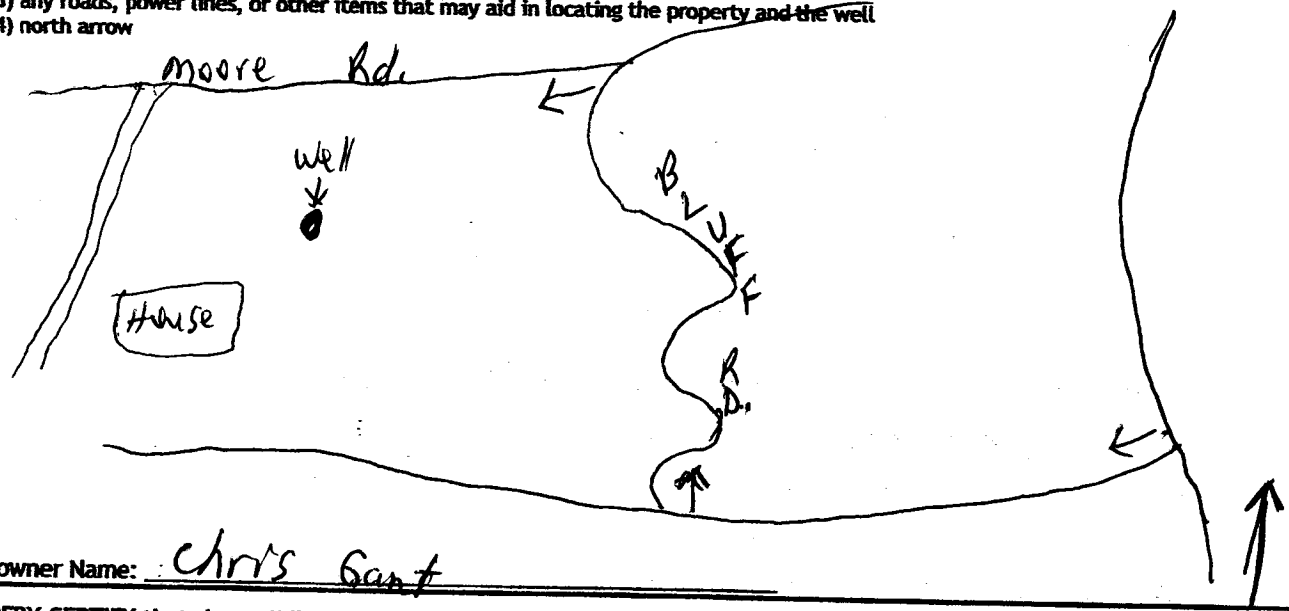 any roads, power lines, or other items that may aid in locating the property and the well
4) north arrow
Moore Rd.
Well
BLUFF
RD.
House
owner Name: Chris Gant